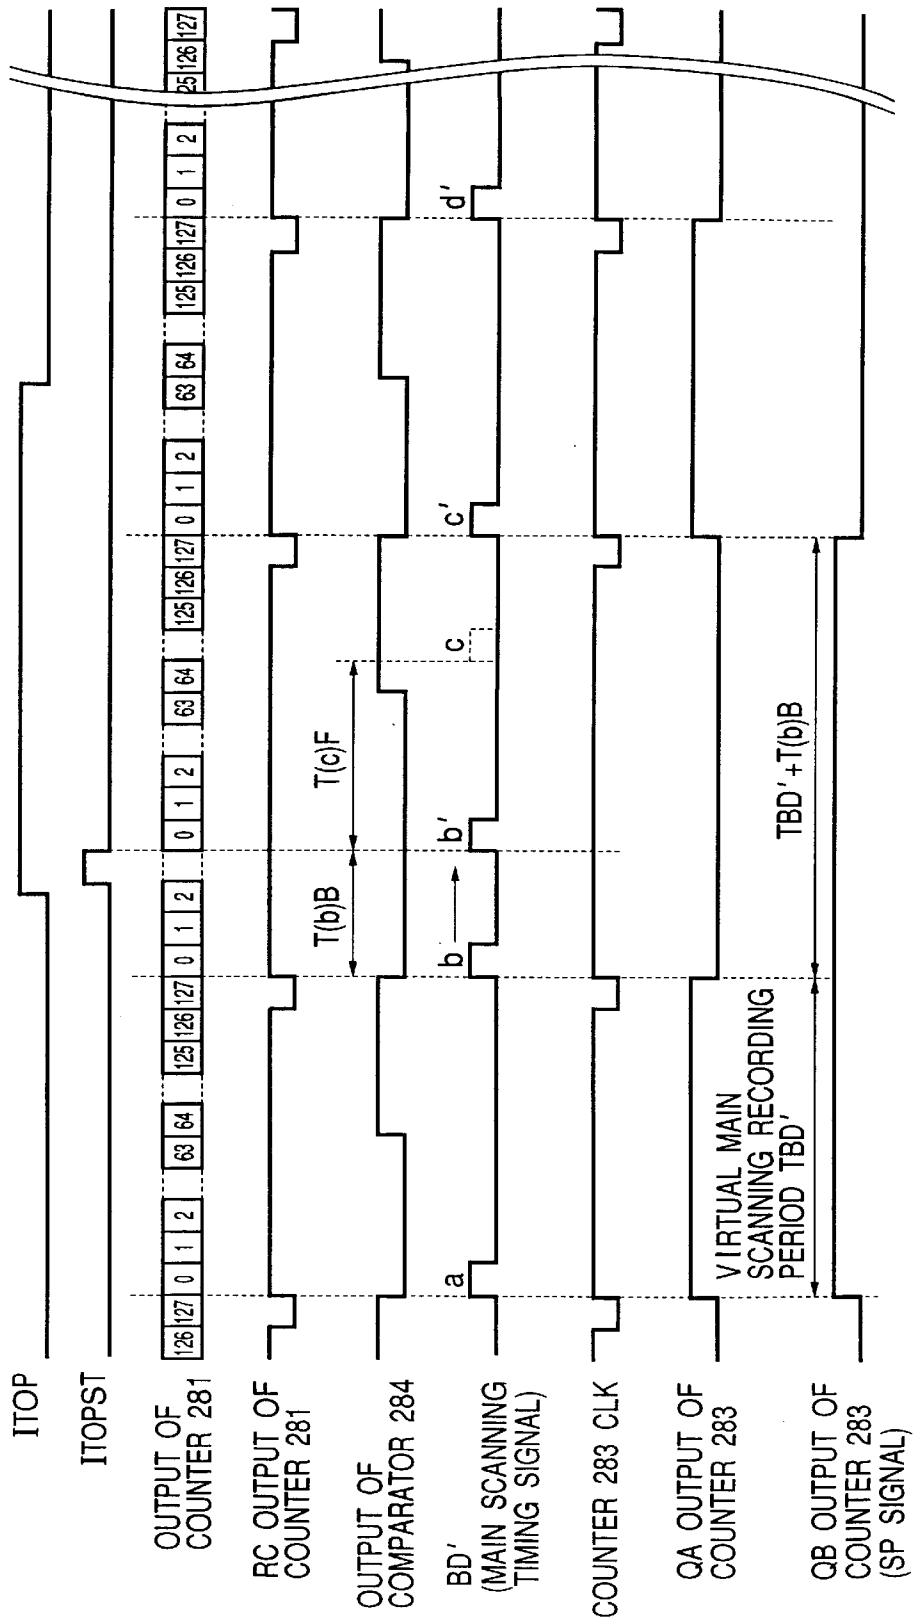 ITOP
ITOPST
OUTPUT OF
COUNTER 281
126 127 0 1 2 63 64 125 126 127 0 1 2 0 1 2 63 64 125 126 127 0 1 2 63 64 125 126 127 0 1 2 25 126 127
RC OUTPUT OF
COUNTER 281
OUTPUT OF
COMPARATOR 284
T(b)B T(c)F
BD'
(MAIN SCANNING
TIMING SIGNAL)
a b b' c c' d'
COUNTER 283 CLK
QA OUTPUT OF
COUNTER 283
VIRTUAL MAIN
SCANNING RECORDING
PERIOD TBD'
TBD'+T(b)B
QB OUTPUT OF
COUNTER 283
(SP SIGNAL)